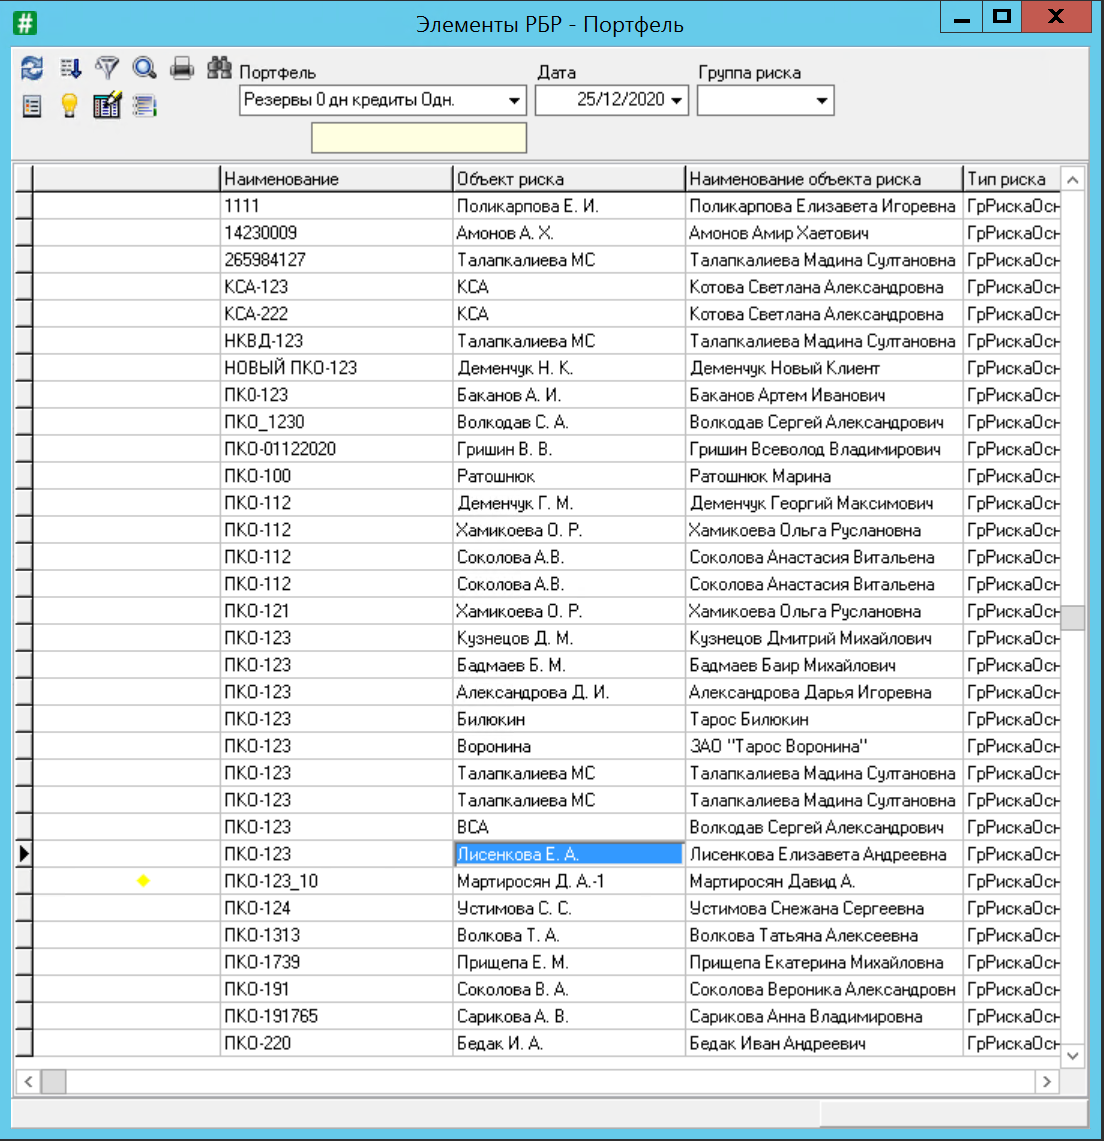 Элементы РБР - Портфель
Портфель Дата Группа риска
Резервы 0 дн кредиты Одн. 25/12/2020
Наименование Объект риска Наименование объекта риска Тип риска
1111 Поликарпова Е. И. Поликарпова Елизавета Игоревна ГрРискаОсн
14230009 Амонов А. Х. Амонов Амир Хаетович ГрРискаОсн
265984127 Талапкалиева МС Талапкалиева Мадина Султановна ГрРискаОсн
КСА-123 КСА Котова Светлана Александровна ГрРискаОсн
КСА-222 КСА Котова Светлана Александровна ГрРискаОсн
НКВД-123 Талапкалиева МС Талапкалиева Мадина Султановна ГрРискаОсн
НОВЫЙ ПКО-123 Деменчук Н. К. Деменчук Новый Клиент ГрРискаОсн
ПКО-123 Баканов А. И. Баканов Артем Иванович ГрРискаОсн
ПКО_1230 Волкодав С. А. Волкодав Сергей Александрович ГрРискаОсн
ПКО-01122020 Гришин В. В. Гришин Всеволод Владимирович ГрРискаОсн
ПКО-100 Ратошнюк Ратошнюк Марина ГрРискаОсн
ПКО-112 Деменчук Г. М. Деменчук Георгий Максимович ГрРискаОсн
ПКО-112 Хамикоева О. Р. Хамикоева Ольга Руслановна ГрРискаОсн
ПКО-112 Соколова А.В. Соколова Анастасия Витальена ГрРискаОсн
ПКО-112 Соколова А.В. Соколова Анастасия Витальена ГрРискаОсн
ПКО-121 Хамикоева О. Р. Хамикоева Ольга Руслановна ГрРискаОсн
ПКО-123 Кузнецов Д. М. Кузнецов Дмитрий Михайлович ГрРискаОсн
ПКО-123 Бадмаев Б. М. Бадмаев Баир Михайлович ГрРискаОсн
ПКО-123 Александрова Д. И. Александрова Дарья Игоревна ГрРискаОсн
ПКО-123 Билюкин Тарос Билюкин ГрРискаОсн
ПКО-123 Воронина ЗАО "Тарос Воронина" ГрРискаОсн
ПКО-123 Талапкалиева МС Талапкалиева Мадина Султановна ГрРискаОсн
ПКО-123 Талапкалиева МС Талапкалиева Мадина Султановна ГрРискаОсн
ПКО-123 ВСА Волкодав Сергей Александрович ГрРискаОсн
ПКО-123 Лисенкова Е. А. Лисенкова Елизавета Андреевна ГрРискаОсн
ПКО-123_10 Мартиросян Д. А.-1 Мартиросян Давид А. ГрРискаОсн
ПКО-124 Устимова С. С. Устимова Снежана Сергеевна ГрРискаОсн
ПКО-1313 Волкова Т. А. Волкова Татьяна Алексеевна ГрРискаОсн
ПКО-1739 Прищепа Е. М. Прищепа Екатерина Михайловна ГрРискаОсн
ПКО-191 Соколова В. А. Соколова Вероника Александровн ГрРискаОсн
ПКО-191765 Сарикова А. В. Сарикова Анна Владимировна ГрРискаОсн
ПКО-220 Бедак И. А. Бедак Иван Андреевич ГрРискаОсн